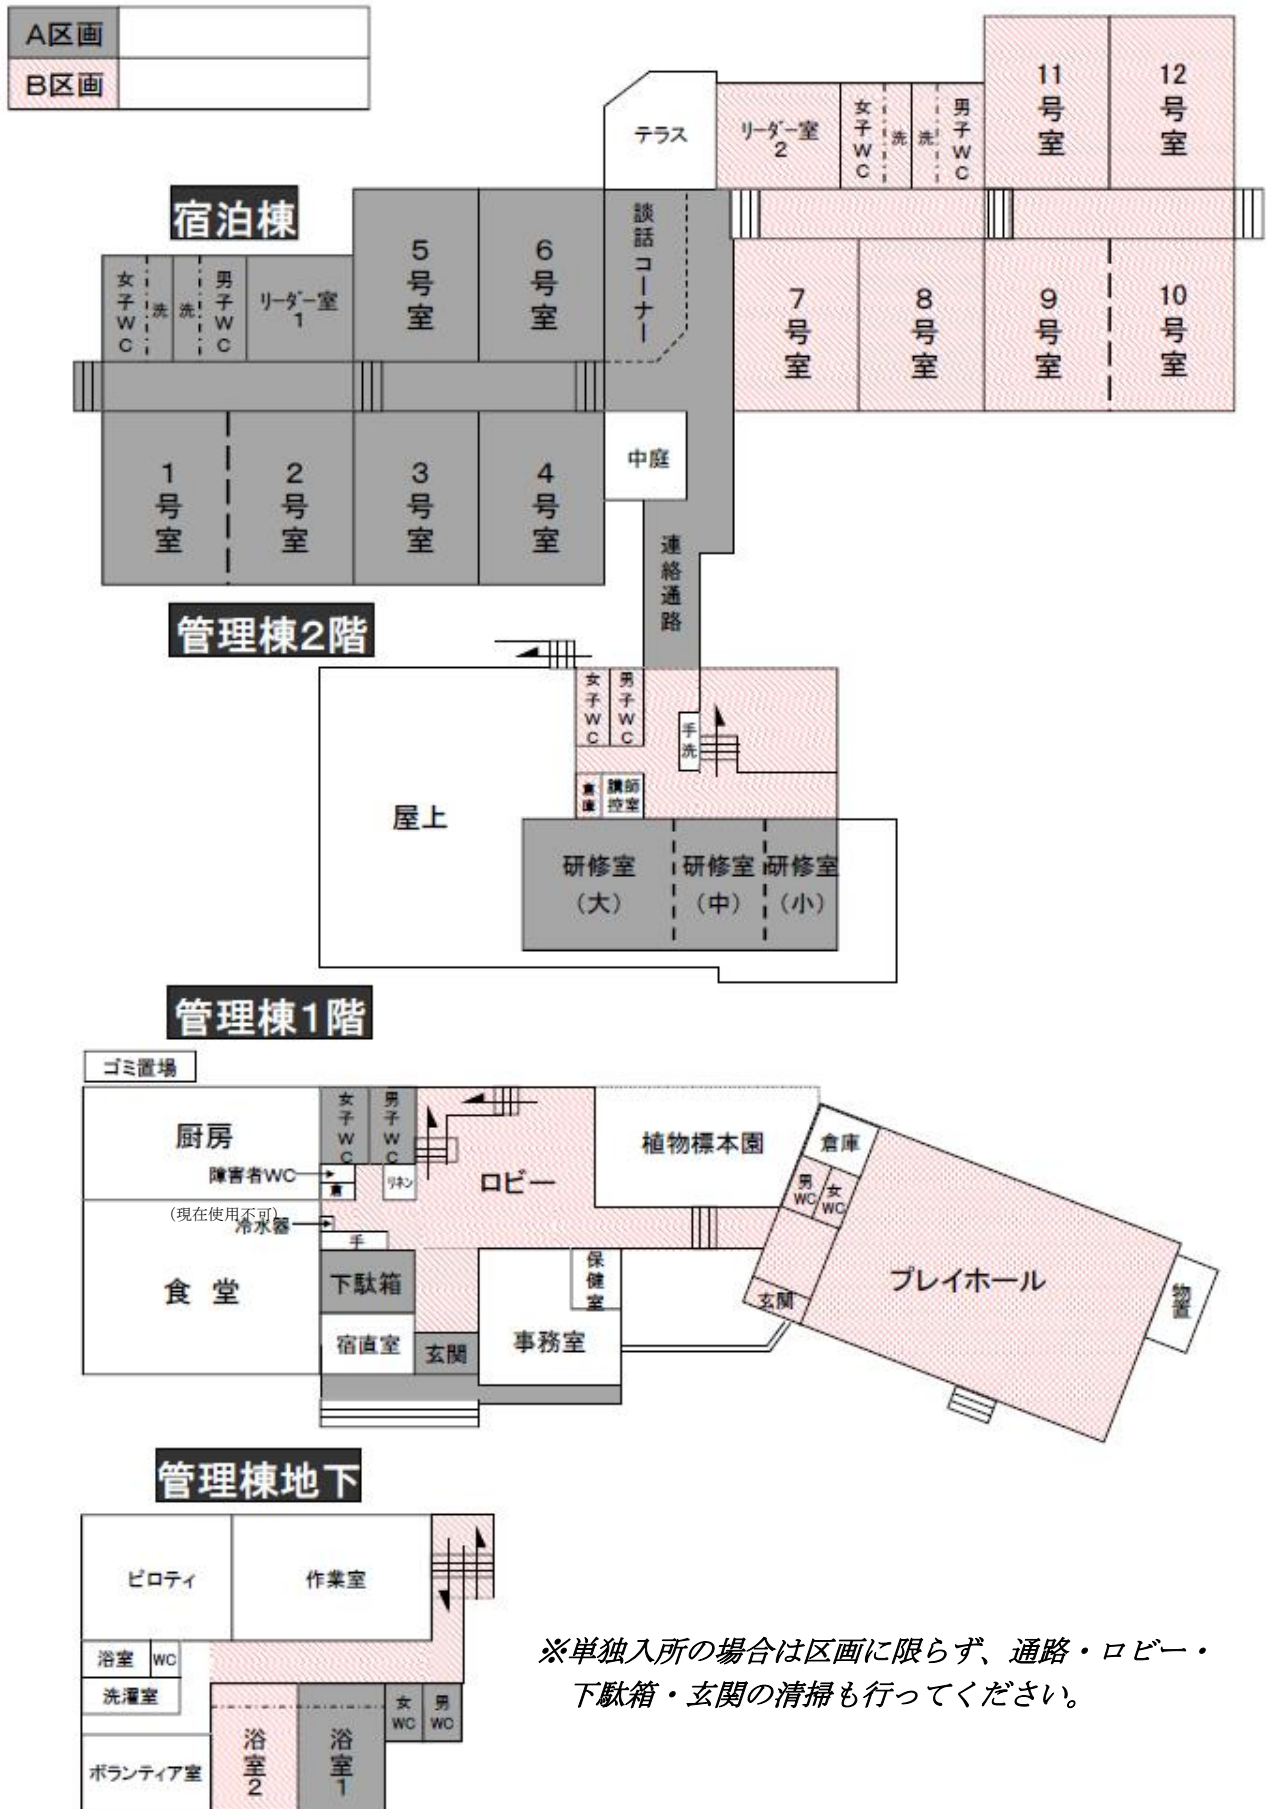 A区画
B区画
宿泊棟
テラス
リーダー室
2
女子WC
洗
洗
男子WC
11号室
12号室
談話コーナー
5号室
6号室
女子WC
洗
洗
男子WC
リーダー室
1
7号室
8号室
9号室
10号室
1号室
2号室
3号室
4号室
中庭
連絡通路
管理棟2階
女子WC
男子WC
手洗
倉庫
講師控室
屋上
研修室
(大)
研修室
(中)
研修室
(小)
管理棟1階
ゴミ置場
厨房
女子WC
男子WC
障害者WC
倉
リネン
ロビー
植物標本園
倉庫
男WC
女WC
(現在使用不可)
冷水器
手
食 堂
下駄箱
宿直室
玄関
保健室
事務室
玄関
プレイホール
物置
管理棟地下
ピロティ
作業室
浴室
WC
洗濯室
ボランティア室
浴室2
浴室1
女WC
男WC
※単独入所の場合は区画に限らず、通路・ロビー・
下駄箱・玄関の清掃も行ってください。